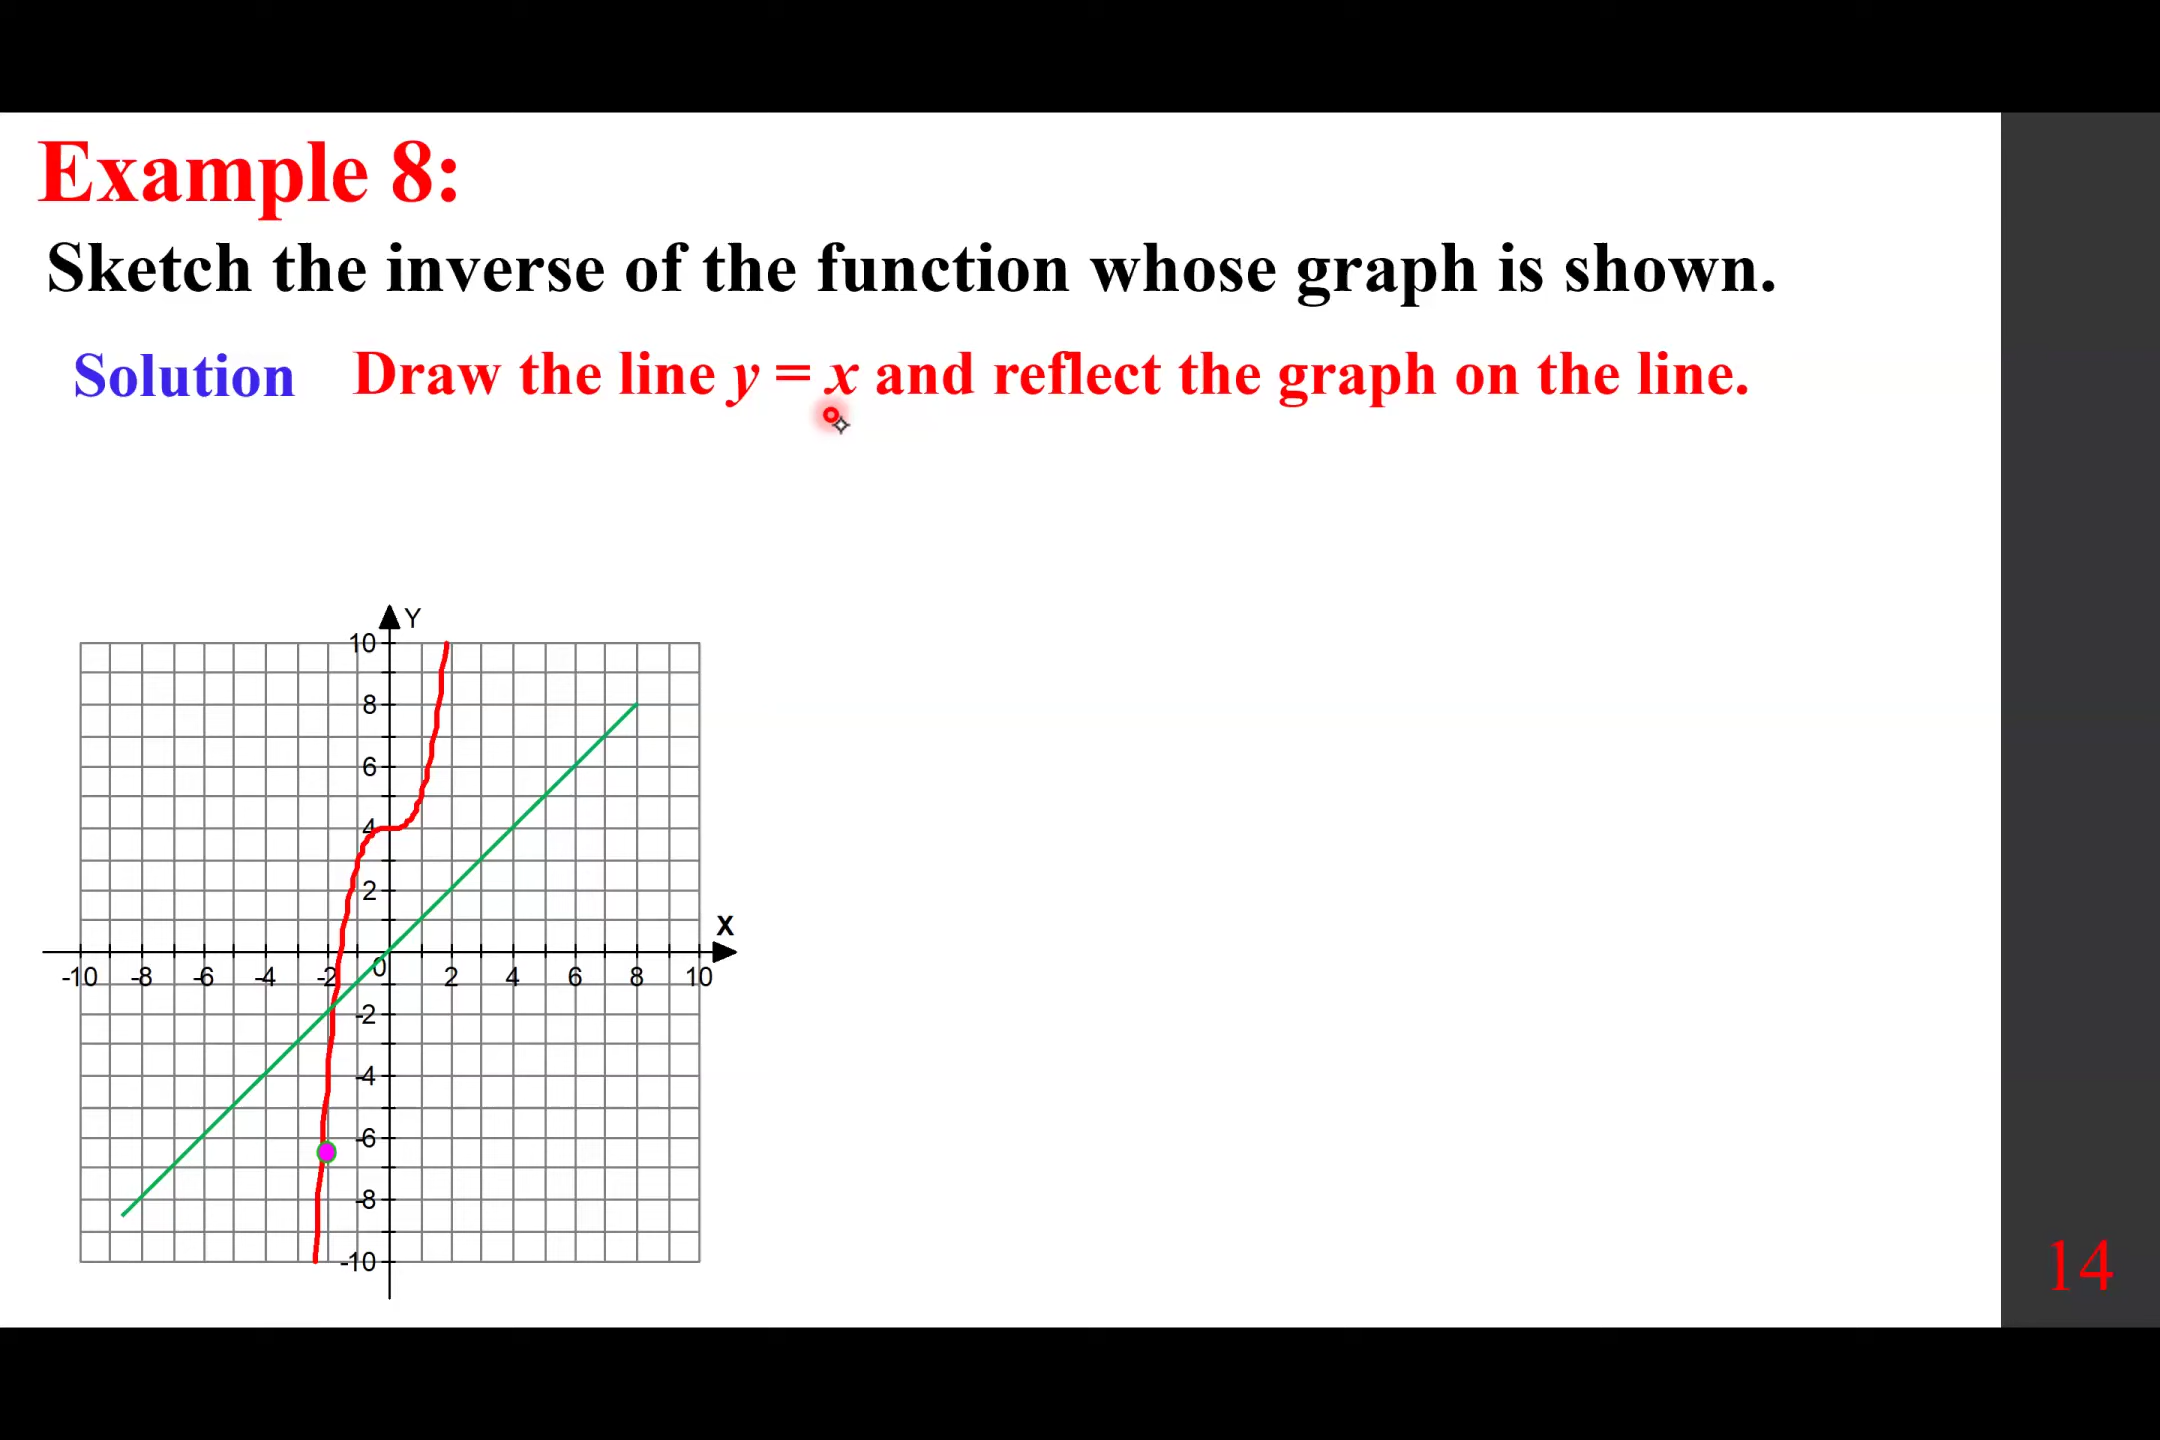 Example 8:
Sketch the inverse of the function whose graph is shown.
Solution Draw the line y = x and reflect the graph on the line.
Y
10
8
6
4
2
X
-10 -8 -6 -4 -2 0 2 4 6 8 10
-2
-4
-6
-8
-10
14